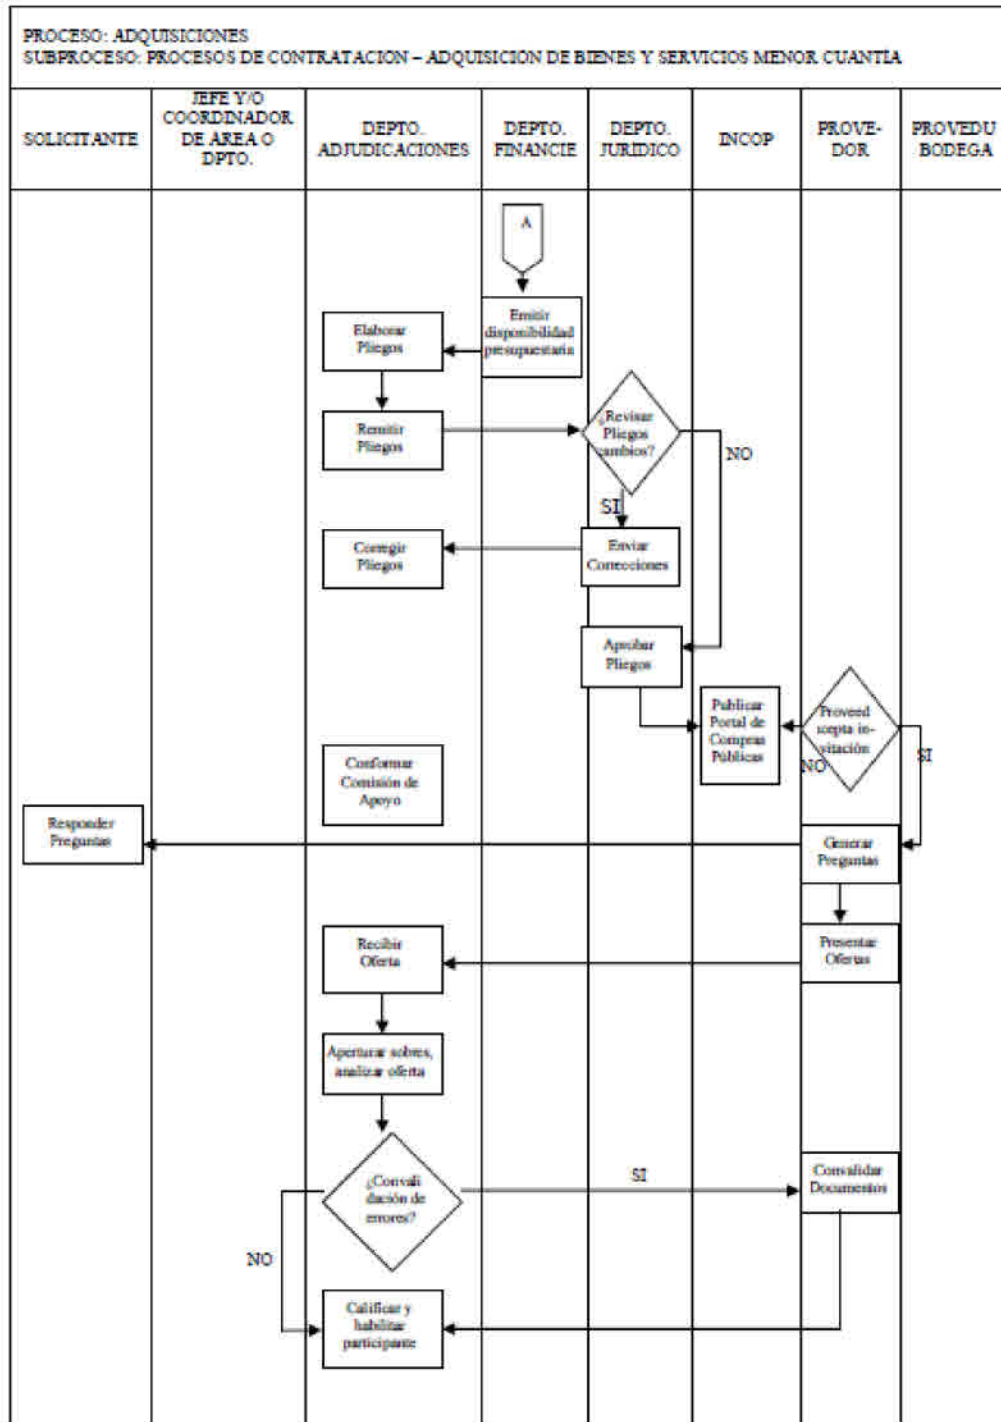 PROCESO: ADQUISICIONES
SUBPROCESO: PROCESOS DE CONTRATACION – ADQUISICION DE BIENES Y SERVICIOS MENOR CUANTÍA
SOLICITANTE
JEFE Y/O
COORDINADOR
DE AREA O
DPTO.
DEPTO.
ADJUDICACIONES
DEPTO.
FINANCIE
DEPTO.
JURIDICO
INCOP
PROVE-
DOR
PROVEDU
BODEGA
A
Emitir
disponibilidad
presupuestaria
Elaborar
Pliegos
Remitir
Pliegos
¿Revisar
Pliegos
cambios?
NO
SI
Corregir
Pliegos
Enviar
Correcciones
Aprobar
Pliegos
Publicar
Portal de
Compras
Públicas
Proveed
acepta in-
vitación
NO
SI
Conformar
Comisión de
Apoyo
Responder
Preguntas
Generar
Preguntas
Recibir
Oferta
Presentar
Ofertas
Aperturar sobres,
analizar oferta
¿Convali
dación de
errores?
SI
Convalidar
Documentos
NO
Calificar y
habilitar
participante